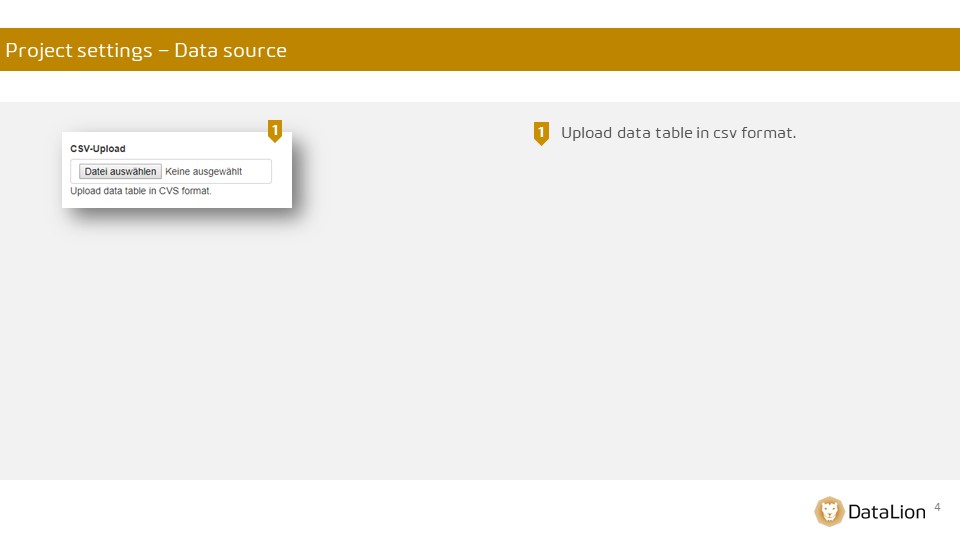 Project settings – Data source
1
CSV-Upload
Datei auswählen Keine ausgewählt
Upload data table in CVS format.
1 Upload data table in csv format.
DataLion 4